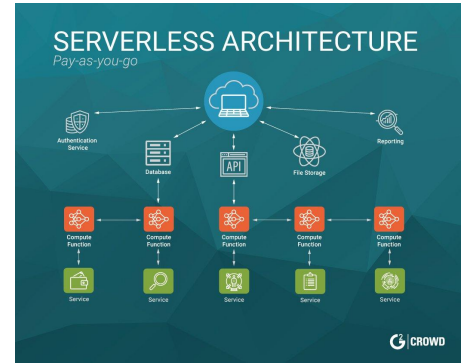 SERVERLESS ARCHITECTURE
Pay-as-you-go
Authentication
Service
Database
API
File Storage
Reporting
Compute
Function
Compute
Function
Compute
Function
Compute
Function
Compute
Function
Service
Service
Service
Service
Service
G2 CROWD